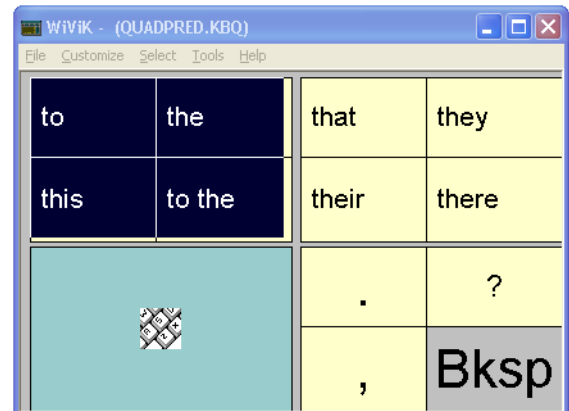 WiViK - (QUADPRED.KBQ)
File Customize Select Tools Help
to the that they
this to the their there
. ?
, Bksp